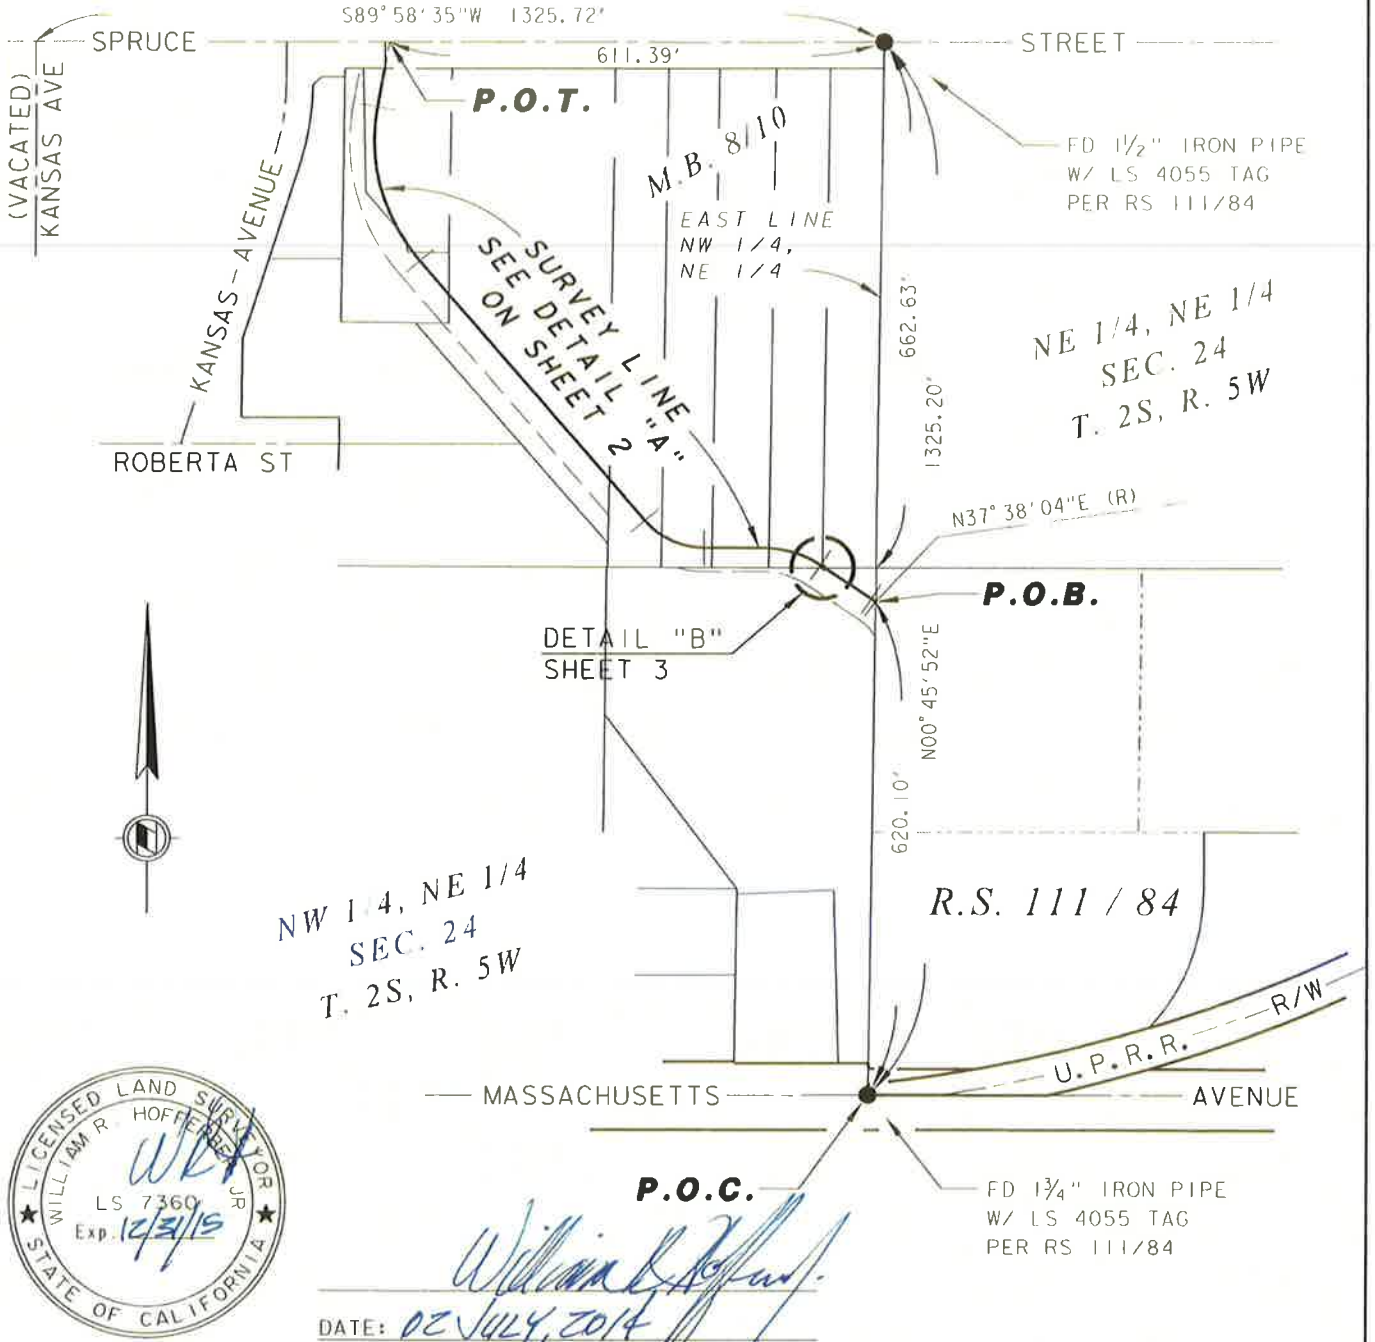 S89°58'35"W 1325.72'
SPRUCE
STREET
611.39'
(VACATED)
KANSAS AVE
P.O.T.
FD 1½" IRON PIPE
W/ LS 4055 TAG
PER RS 111/84
M.B. 8/10
KANSAS AVENUE
EAST LINE
NW 1/4,
NE 1/4
SURVEY LINE
SEE DETAIL "A"
ON SHEET 2
662.63'
1325.20'
NE 1/4, NE 1/4
SEC. 24
T. 2S, R. 5W
ROBERTA ST
N37°38'04"E (R)
P.O.B.
DETAIL "B"
SHEET 3
N00°45'52"E
620.10'
NW 1/4, NE 1/4
SEC. 24
T. 2S, R. 5W
R.S. 111 / 84
U.P.R.R. R/W
MASSACHUSETTS
AVENUE
P.O.C.
FD 1¾" IRON PIPE
W/ LS 4055 TAG
PER RS 111/84
LICENSED LAND SURVEYOR
WILLIAM R. HOFFERBER JR
LS 7360
Exp. 12/31/15
STATE OF CALIFORNIA
DATE: 02 JULY, 2014